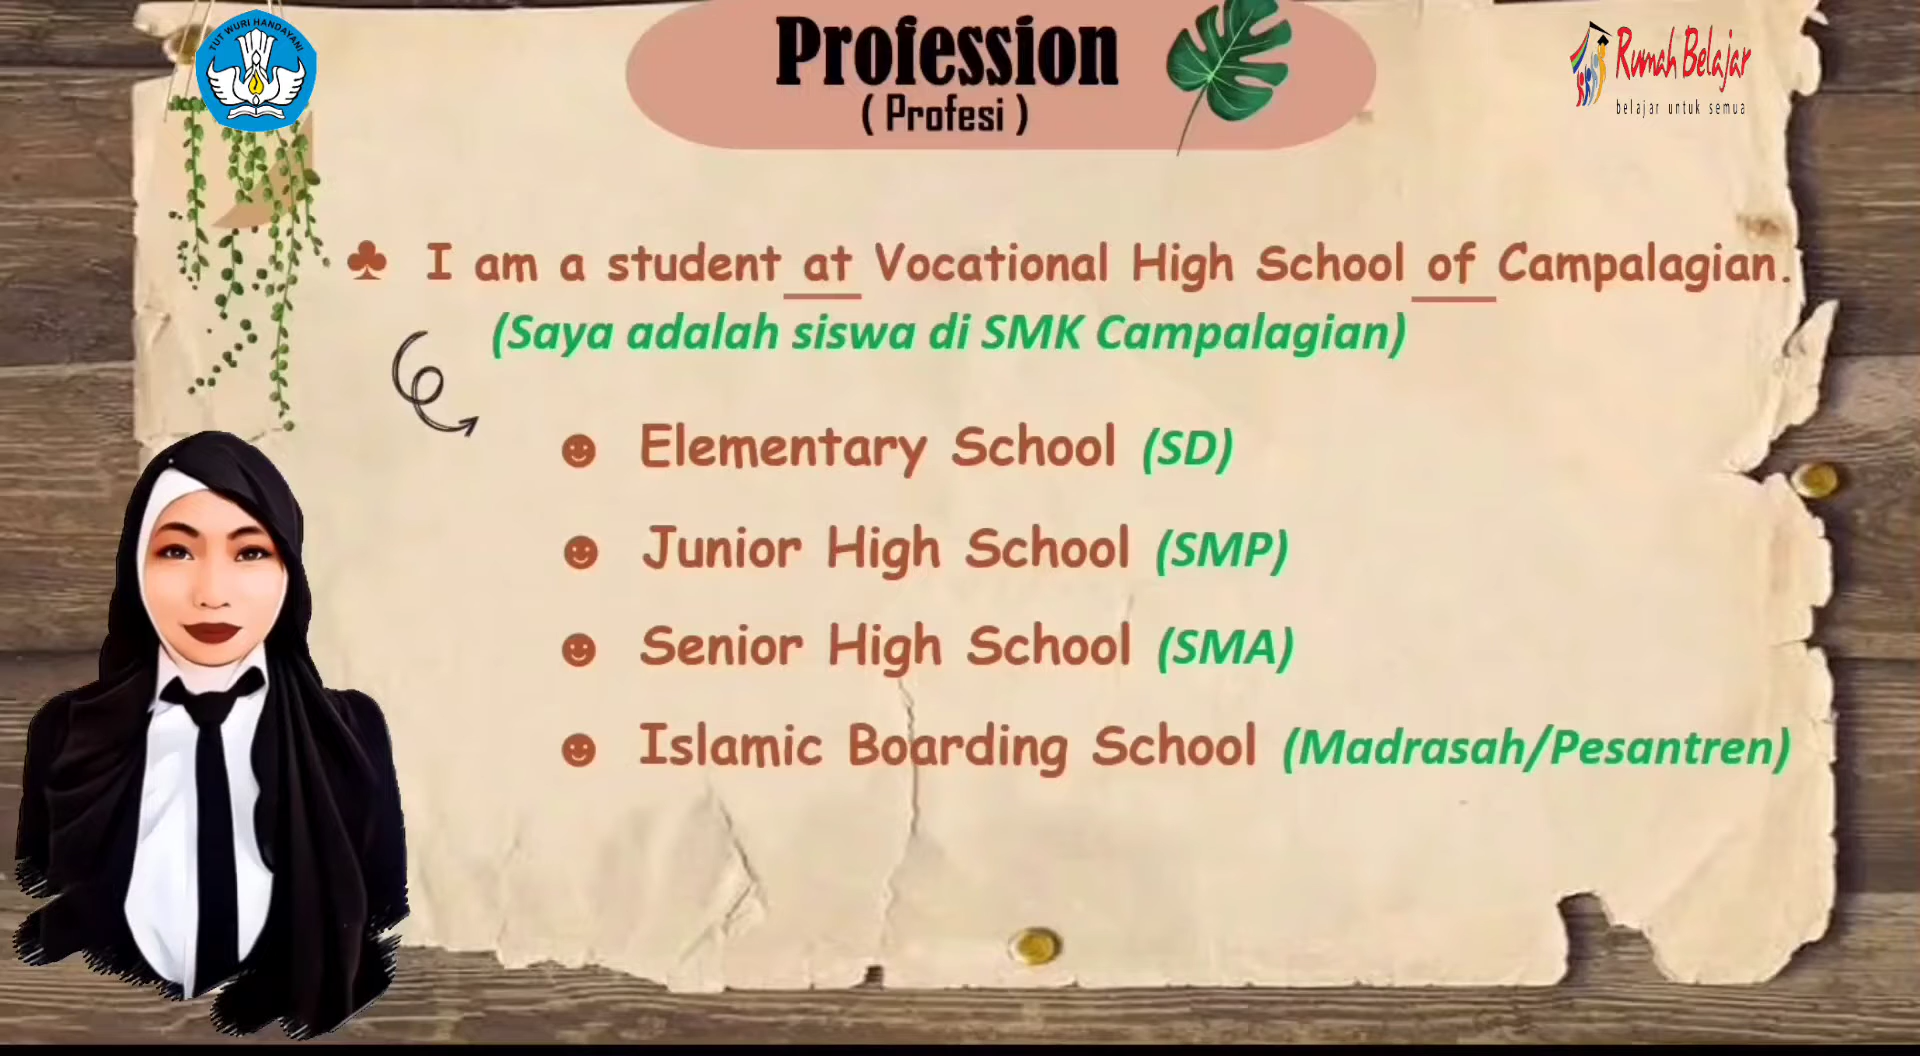 TUT WURI HANDAYANI
Profession
( Profesi )
Rumah Belajar
belajar untuk semua
♣ I am a student at Vocational High School of Campalagian.
(Saya adalah siswa di SMK Campalagian)
☻ Elementary School (SD)
☻ Junior High School (SMP)
☻ Senior High School (SMA)
☻ Islamic Boarding School (Madrasah/Pesantren)